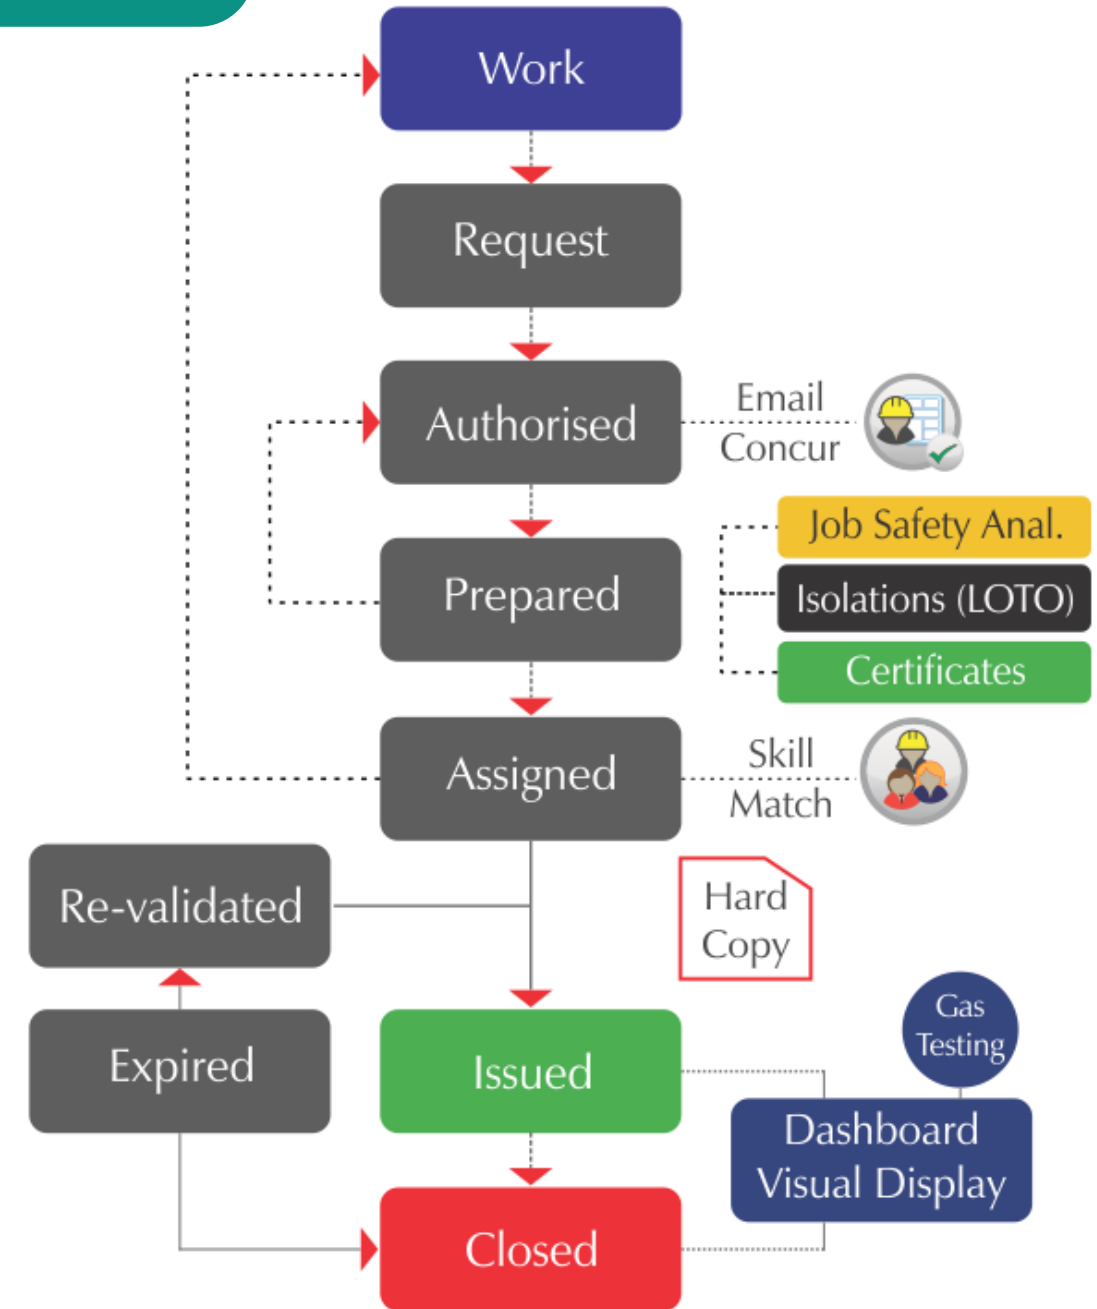 Work
Request
Authorised
Email
Concur
Prepared
Job Safety Anal.
Isolations (LOTO)
Certificates
Assigned
Skill
Match
Re-validated
Hard
Copy
Expired
Issued
Gas
Testing
Dashboard
Visual Display
Closed